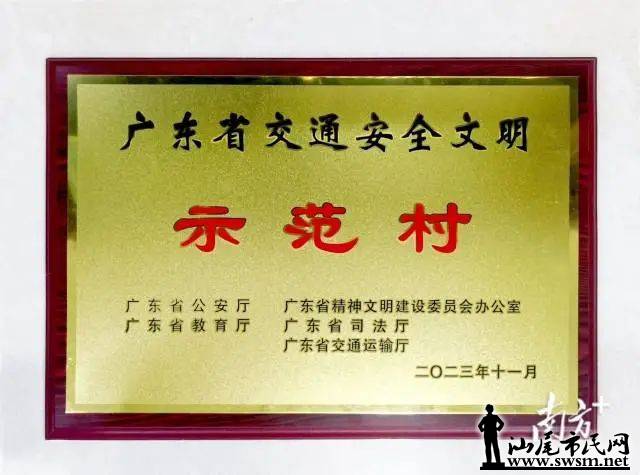 广东省交通安全文明
示范村
广东省公安厅 广东省精神文明建设委员会办公室
广东省教育厅 广东省司法厅
广东省交通运输厅
二〇二三年十一月
南方+
汕尾市民网
www.swsm.net